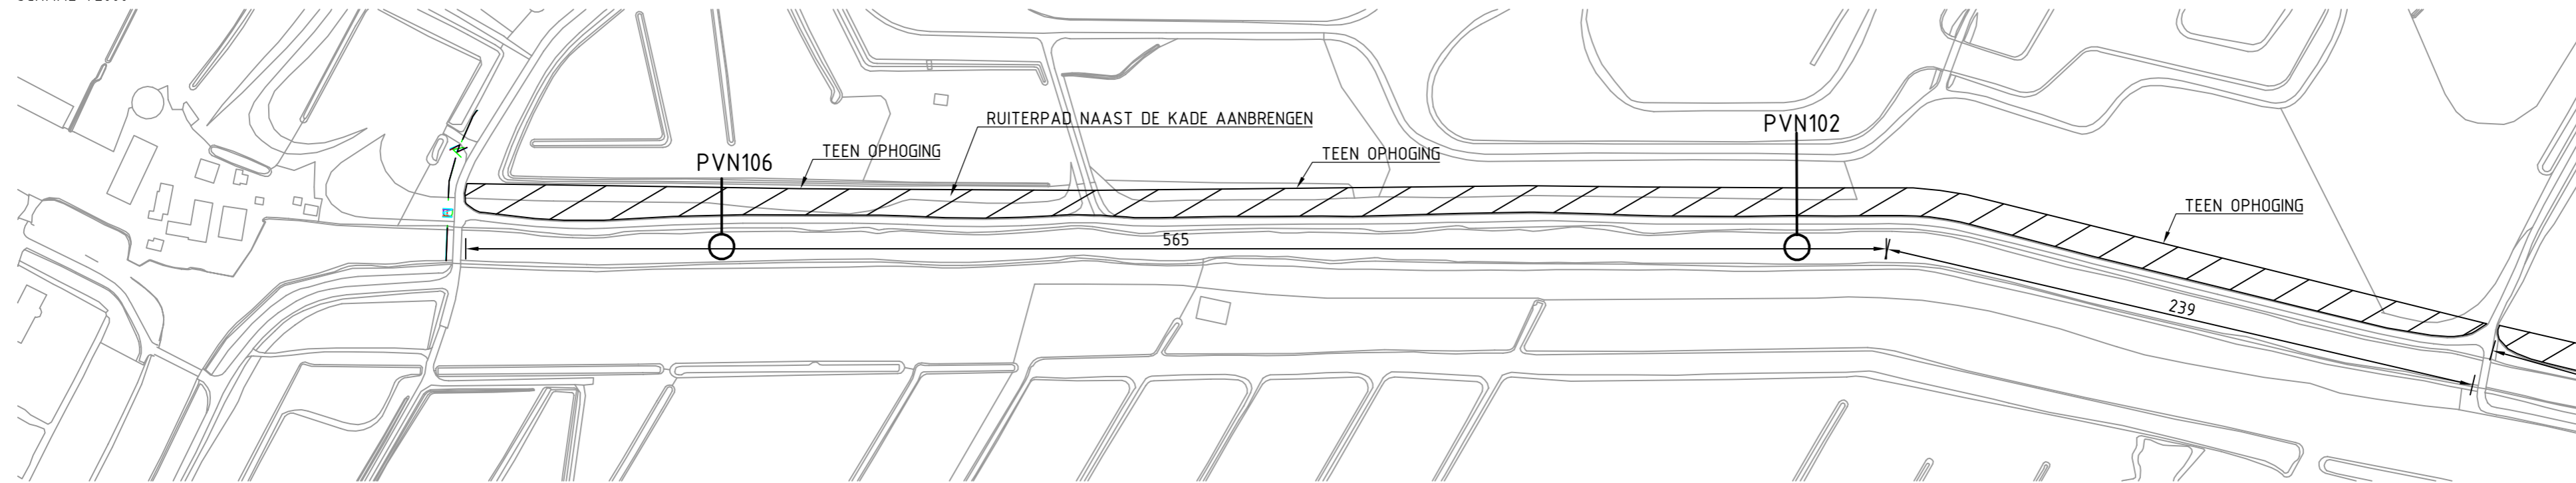 RUITERPAD NAAST DE KADE AANBRENGEN
PVN102
TEEN OPHOGING
TEEN OPHOGING
PVN106
TEEN OPHOGING
565
239